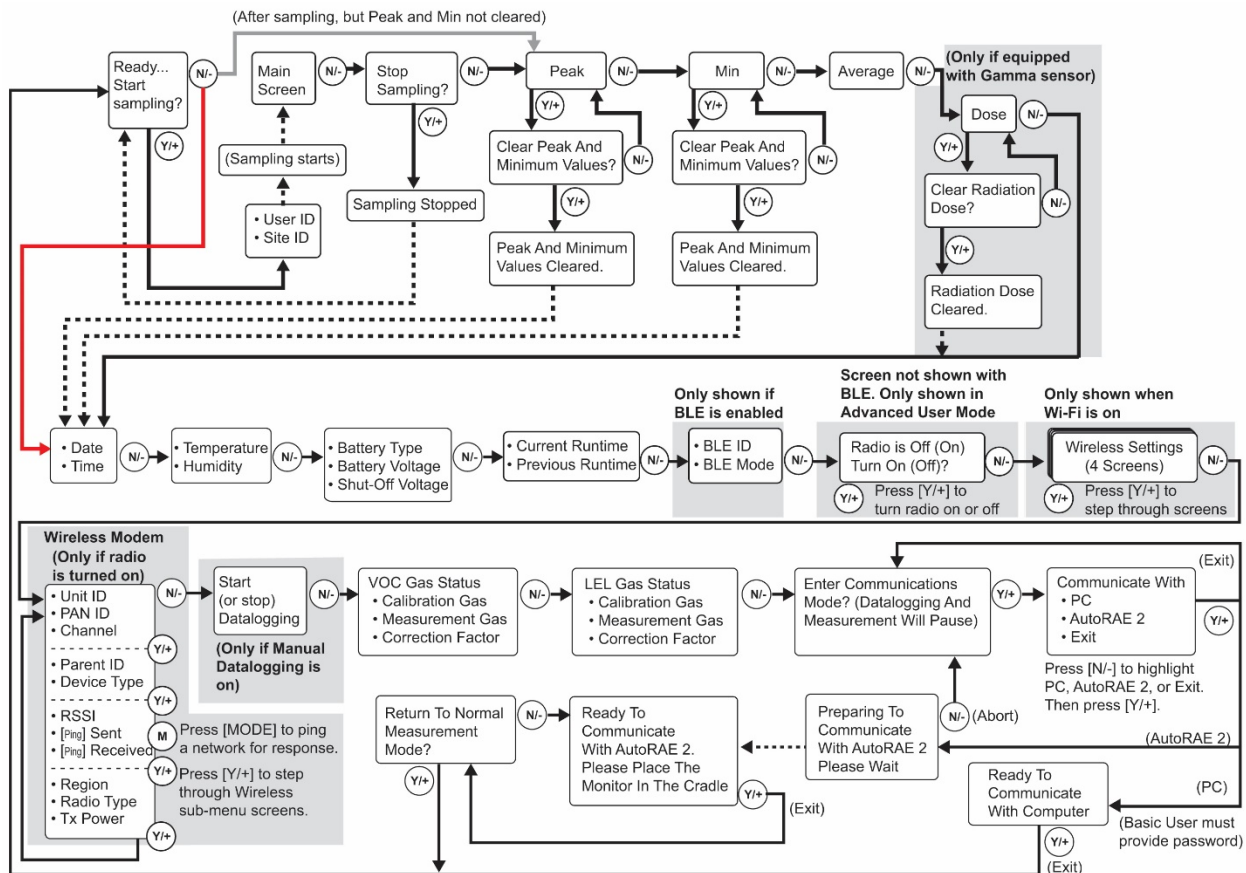 (After sampling, but Peak and Min not cleared)
Ready...
Start
sampling?
N/-
Y/+
Main
Screen
N/-
(Sampling starts)
• User ID
• Site ID
Stop
Sampling?
N/-
Y/+
Sampling Stopped
Peak
N/-
Y/+
Clear Peak And
Minimum Values?
N/-
Y/+
Peak And Minimum
Values Cleared.
Min
N/-
Y/+
Clear Peak And
Minimum Values?
N/-
Y/+
Peak And Minimum
Values Cleared.
Average
N/-
(Only if equipped
with Gamma sensor)
Dose
N/-
Y/+
Clear Radiation
Dose?
N/-
Y/+
Radiation Dose
Cleared.
• Date
• Time
N/-
• Temperature
• Humidity
N/-
• Battery Type
• Battery Voltage
• Shut-Off Voltage
N/-
• Current Runtime
• Previous Runtime
N/-
Only shown if
BLE is enabled
• BLE ID
• BLE Mode
N/-
Screen not shown with
BLE. Only shown in
Advanced User Mode
Radio is Off (On)
Turn On (Off)?
N/-
Y/+
Press [Y/+] to
turn radio on or off
Only shown when
Wi-Fi is on
Wireless Settings
(4 Screens)
N/-
Y/+
Press [Y/+] to
step through screens
Wireless Modem
(Only if radio
is turned on)
• Unit ID
• PAN ID
• Channel
N/-
Y/+
• Parent ID
• Device Type
Y/+
• RSSI
• [Ping] Sent
• [Ping] Received
M
Press [MODE] to ping
a network for response.
Y/+
Press [Y/+] to step
through Wireless
sub-menu screens.
• Region
• Radio Type
• Tx Power
Y/+
Start
(or stop)
Datalogging
N/-
(Only if Manual
Datalogging is
on)
VOC Gas Status
• Calibration Gas
• Measurement Gas
• Correction Factor
N/-
LEL Gas Status
• Calibration Gas
• Measurement Gas
• Correction Factor
N/-
Enter Communications
Mode? (Datalogging And
Measurement Will Pause)
Y/+
Communicate With
• PC
• AutoRAE 2
• Exit
(Exit)
Y/+
Press [N/-] to highlight
PC, AutoRAE 2, or Exit.
Then press [Y/+].
(AutoRAE 2)
(PC)
Return To Normal
Measurement
Mode?
N/-
Y/+
Ready To
Communicate
With AutoRAE 2.
Please Place The
Monitor In The Cradle
Y/+
(Exit)
Preparing To
Communicate
With AutoRAE 2
Please Wait
N/-
(Abort)
Ready To
Communicate
With Computer
(Basic User must
provide password)
Y/+
(Exit)